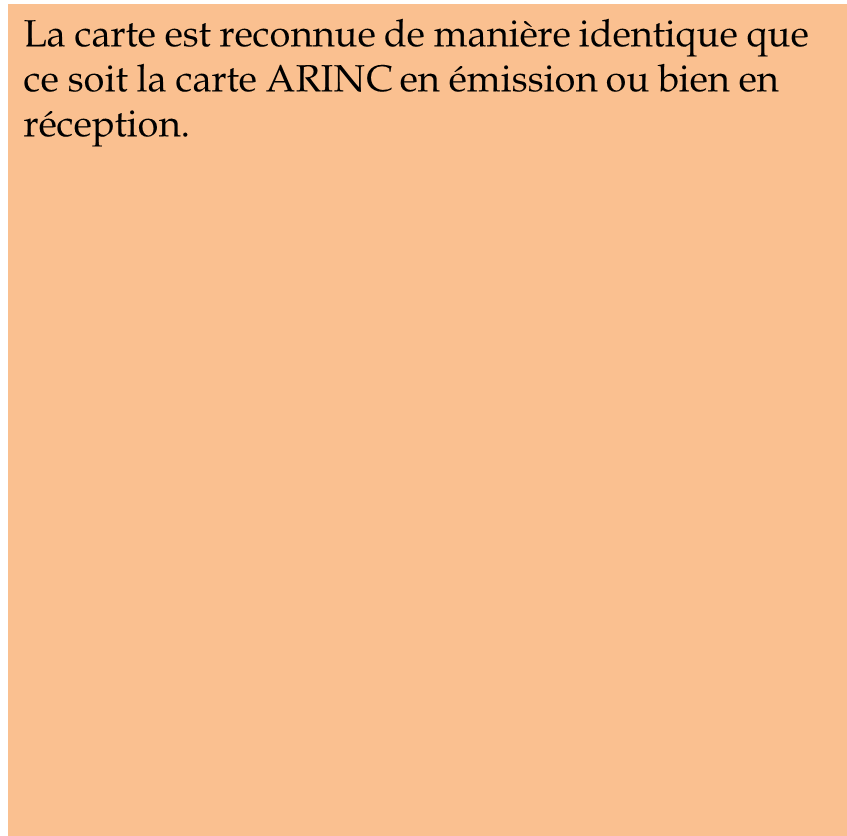 La carte est reconnue de manière identique que
ce soit la carte ARINC en émission ou bien en
réception.